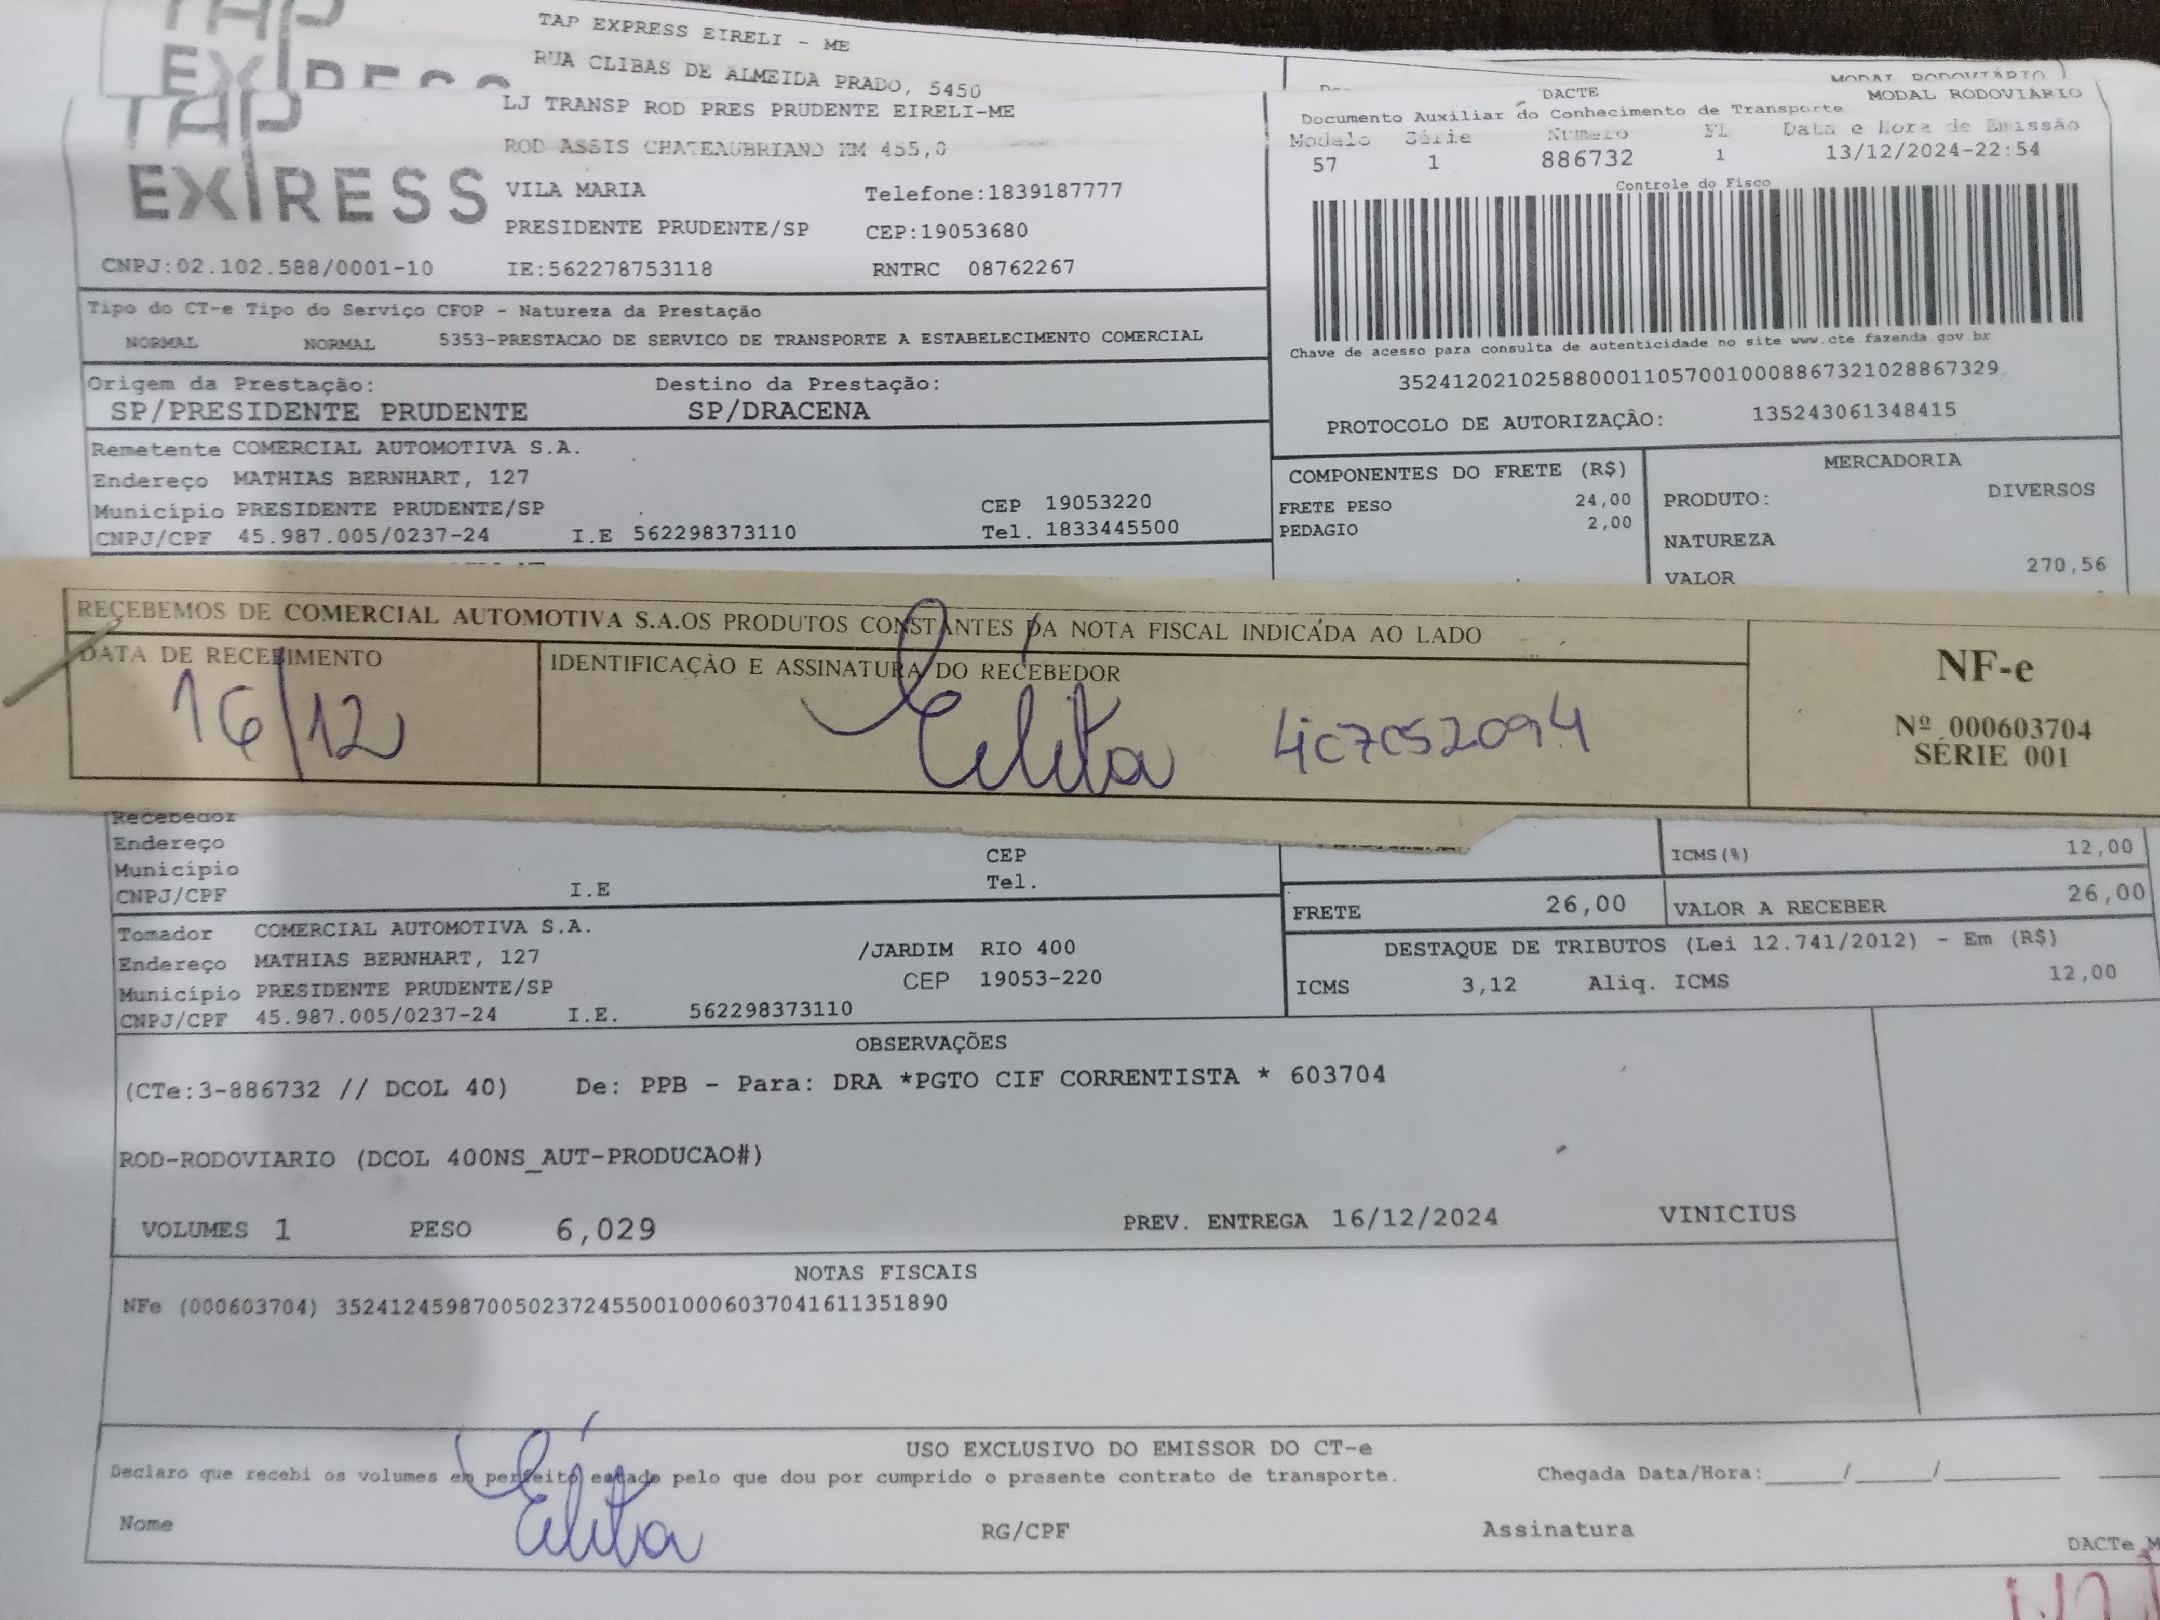 TAP EXPRESS EIRELI - ME
RUA CLIBAS DE ALMEIDA PRADO, 5450
MODAL RODOVIÁRIO
TAP
EXPRESS
LJ TRANSP ROD PRES PRUDENTE EIRELI-ME
ROD ASSIS CHATEAUBRIAND KM 455,0
VILA MARIA Telefone:1839187777
PRESIDENTE PRUDENTE/SP CEP:19053680
CNPJ:02.102.588/0001-10 IE:562278753118 RNTRC 08762267
DACTE MODAL RODOVIÁRIO
Documento Auxiliar do Conhecimento de Transporte
Modelo Série Número FL Data e Hora de Emissão
57 1 886732 1 13/12/2024-22:54
Controle do Fisco
Chave de acesso para consulta de autenticidade no site www.cte.fazenda.gov.br
35241202102588000110570010008867321028867329
PROTOCOLO DE AUTORIZAÇÃO: 135243061348415
Tipo do CT-e Tipo do Serviço CFOP - Natureza da Prestação
NORMAL NORMAL 5353-PRESTACAO DE SERVICO DE TRANSPORTE A ESTABELECIMENTO COMERCIAL
Origem da Prestação: Destino da Prestação:
SP/PRESIDENTE PRUDENTE SP/DRACENA
Remetente COMERCIAL AUTOMOTIVA S.A.
Endereço MATHIAS BERNHART, 127
Município PRESIDENTE PRUDENTE/SP CEP 19053220
CNPJ/CPF 45.987.005/0237-24 I.E 562298373110 Tel. 1833445500
COMPONENTES DO FRETE (R$)
FRETE PESO 24,00
PEDAGIO 2,00
MERCADORIA
PRODUTO: DIVERSOS
NATUREZA
VALOR 270,56
RECEBEMOS DE COMERCIAL AUTOMOTIVA S.A.OS PRODUTOS CONSTANTES DA NOTA FISCAL INDICADA AO LADO
DATA DE RECEBIMENTO IDENTIFICAÇÃO E ASSINATURA DO RECEBEDOR
16/12 Élita
NF-e
Nº 000603704
SÉRIE 001
Recebedor
Endereço
Município CEP
CNPJ/CPF I.E Tel.
ICMS(%) 12,00
FRETE 26,00 VALOR A RECEBER 26,00
Tomador COMERCIAL AUTOMOTIVA S.A.
Endereço MATHIAS BERNHART, 127 /JARDIM RIO 400
Município PRESIDENTE PRUDENTE/SP CEP 19053-220
CNPJ/CPF 45.987.005/0237-24 I.E. 562298373110
DESTAQUE DE TRIBUTOS (Lei 12.741/2012) - Em (R$)
ICMS 3,12 Aliq. ICMS 12,00
OBSERVAÇÕES
(CTe:3-886732 // DCOL 40) De: PPB - Para: DRA *PGTO CIF CORRENTISTA * 603704
ROD-RODOVIARIO (DCOL 400NS_AUT-PRODUCAO#)
VOLUMES 1 PESO 6,029 PREV. ENTREGA 16/12/2024 VINICIUS
NOTAS FISCAIS
NFe (000603704) 35241245987005023724550010006037041611351890
USO EXCLUSIVO DO EMISSOR DO CT-e
Declaro que recebi os volumes em perfeito estado pelo que dou por cumprido o presente contrato de transporte. Chegada Data/Hora:_____/_____/_______
Nome Élita RG/CPF Assinatura
DACTe